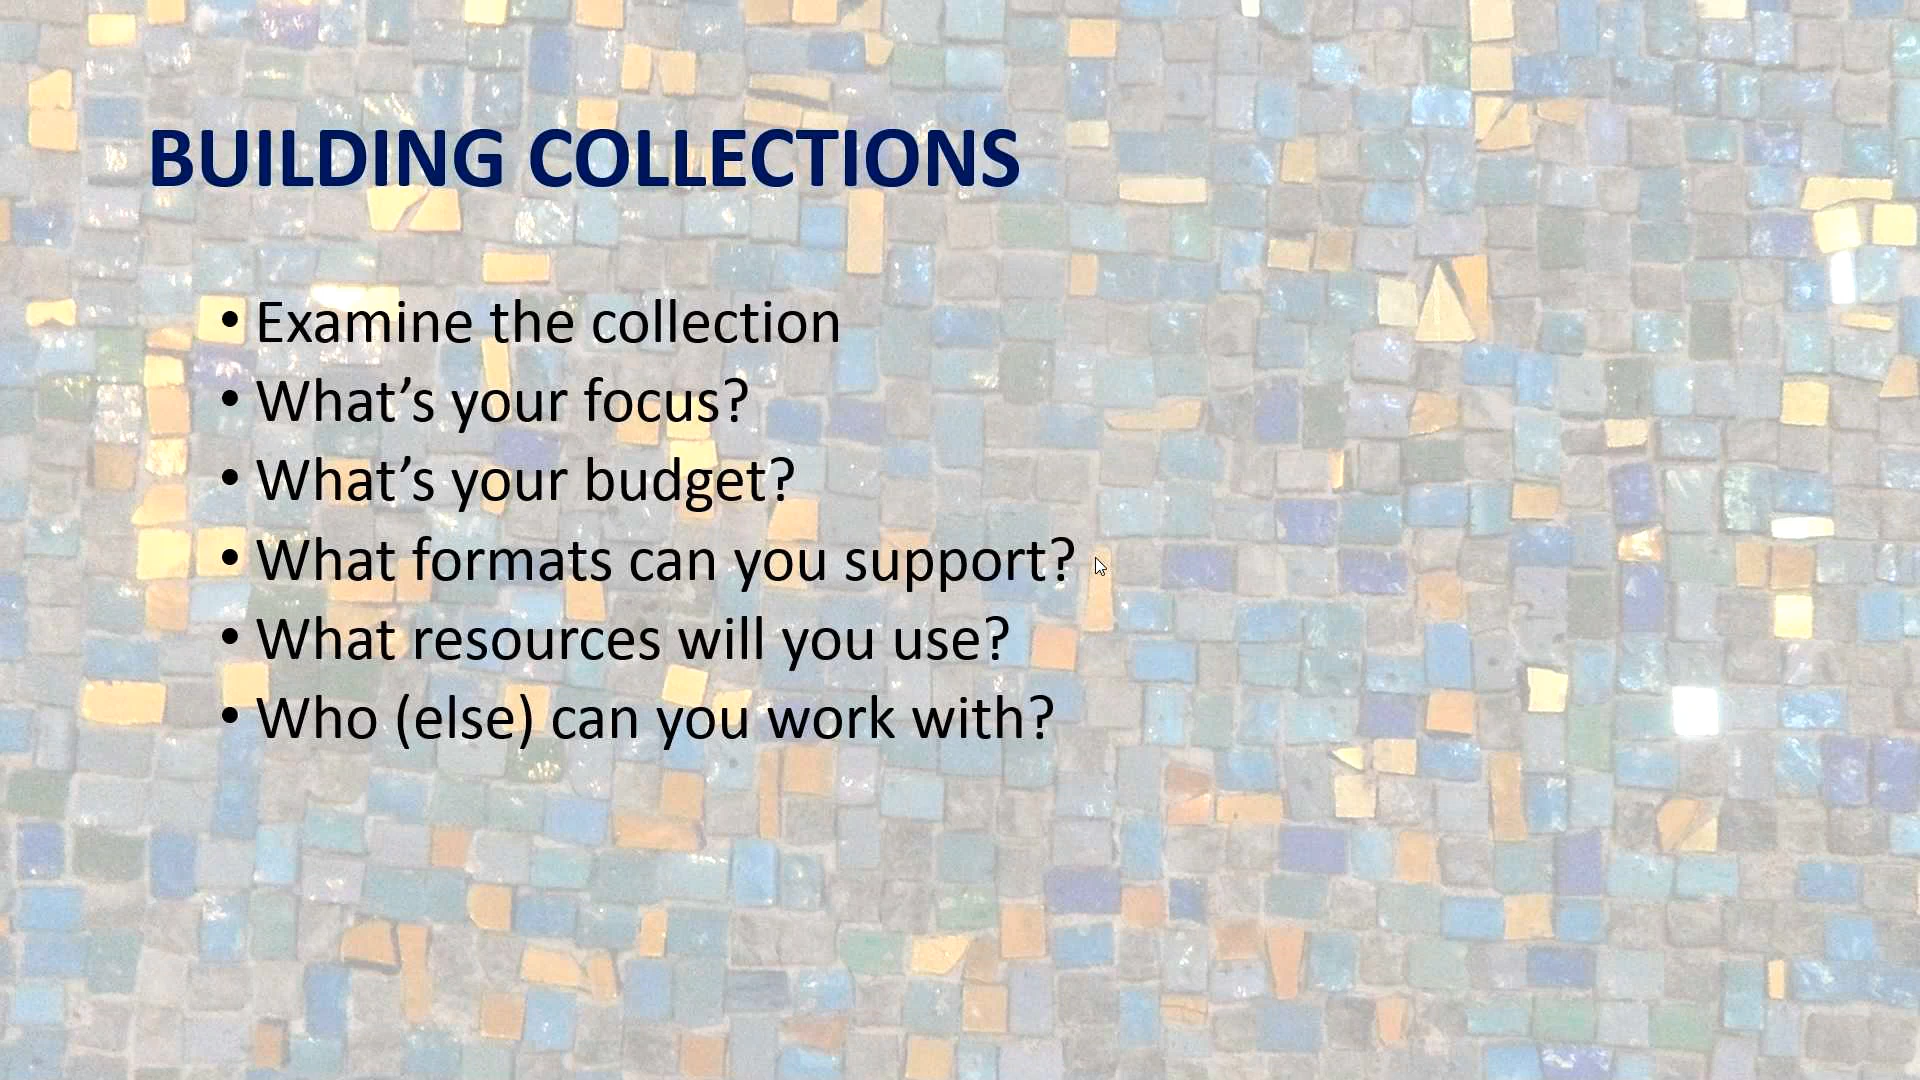 BUILDING COLLECTIONS
• Examine the collection
• What’s your focus?
• What’s your budget?
• What formats can you support?
• What resources will you use?
• Who (else) can you work with?